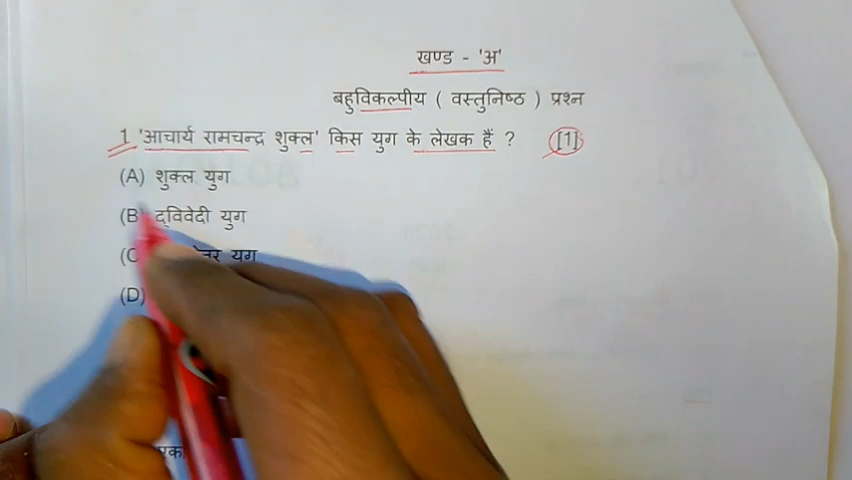 खण्ड - 'अ'
बहुविकल्पीय ( वस्तुनिष्ठ ) प्रश्न
1 'आचार्य रामचन्द्र शुक्ल' किस युग के लेखक हैं ? [1]
(A) शुक्ल युग
(B) द्विवेदी युग
(C युग
(D)